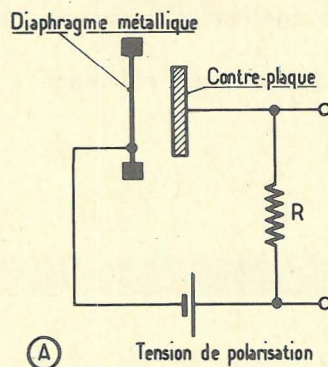 Diaphragme métallique
Contre-plaque
R
A
Tension de polarisation